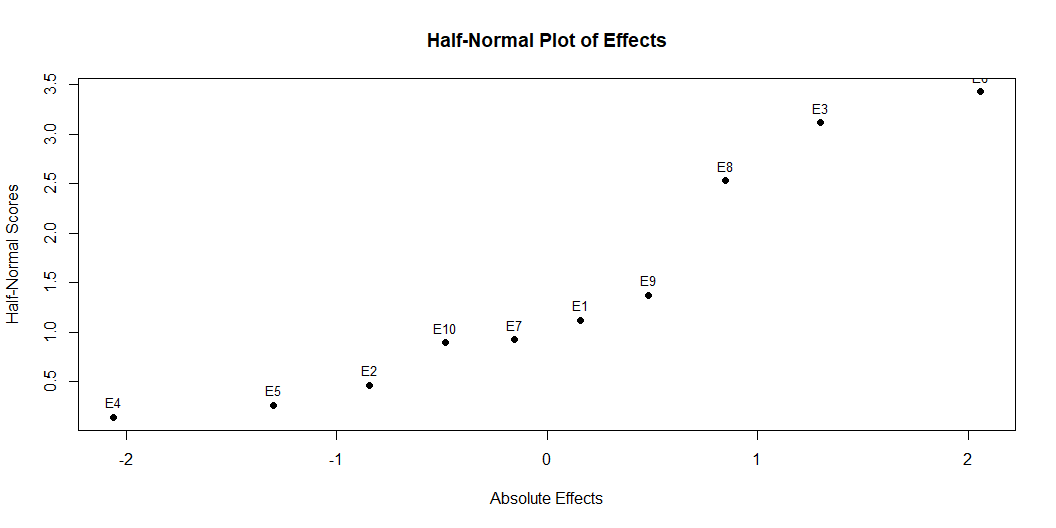 Half-Normal Plot of Effects
3.5
3.0
2.5
2.0
1.5
1.0
0.5
Half-Normal Scores
E3
E8
E9
E1
E7
E10
E2
E5
E4
-2
-1
0
1
2
Absolute Effects